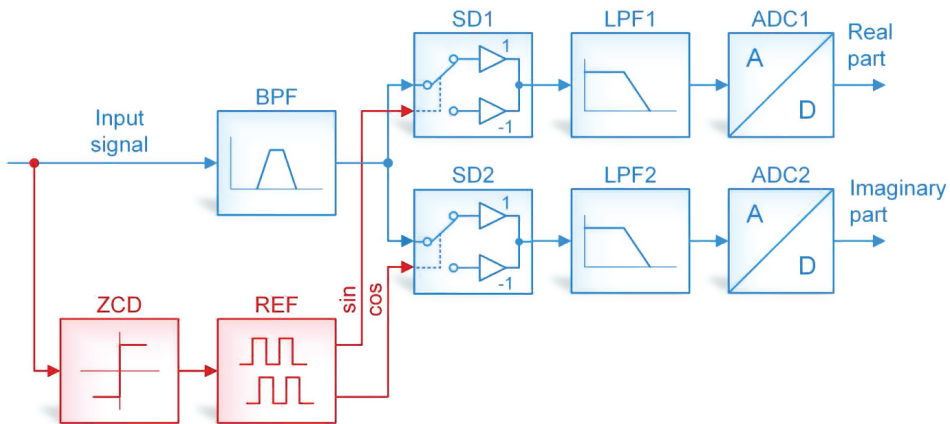 SD1
LPF1
ADC1
Real
part
1
-1
A
D
BPF
Input
signal
SD2
LPF2
ADC2
Imaginary
part
1
-1
A
D
ZCD
REF
sin
cos